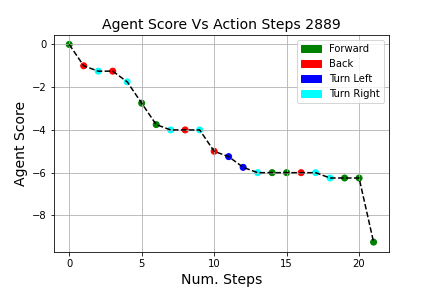 Agent Score Vs Action Steps 2889
Forward
Back
Turn Left
Turn Right
Agent Score
0
−2
−4
−6
−8
0 5 10 15 20
Num. Steps